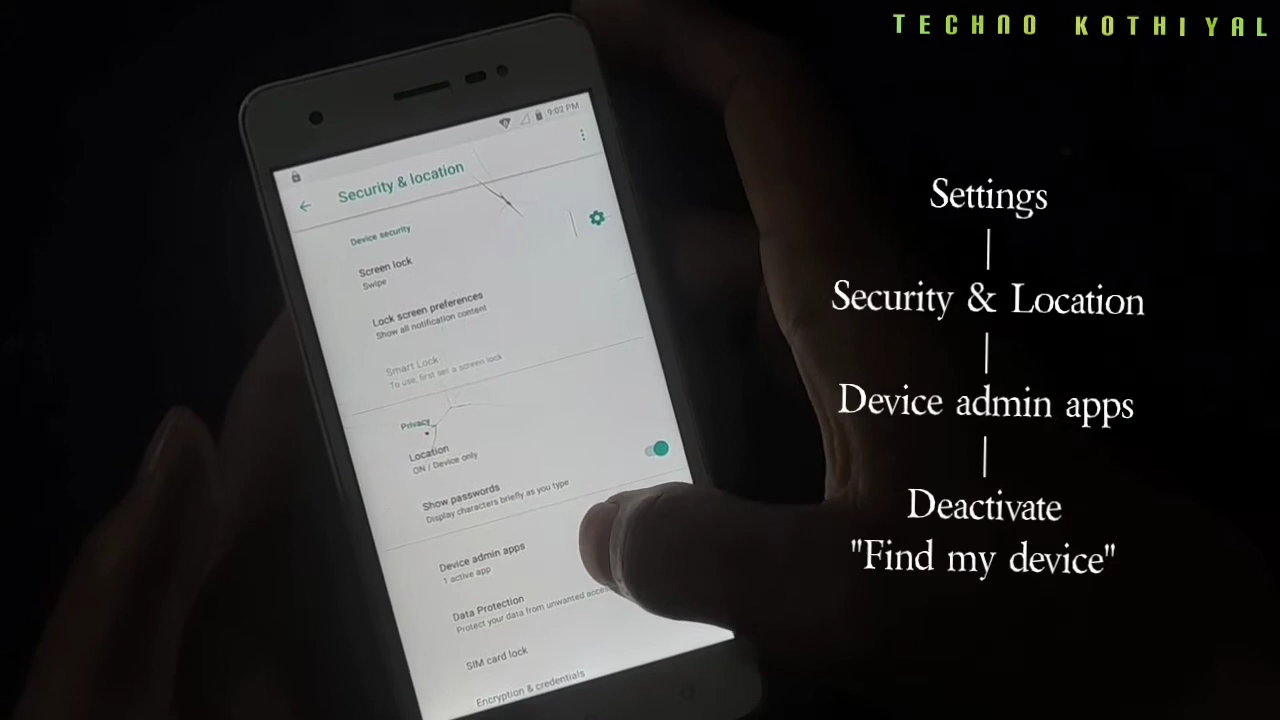 TECHNO KOTHIYAL
9:02 PM
Security & location
Device security
Screen lock
Swipe
Lock screen preferences
Show all notification content
Smart Lock
To use, first set a screen lock
Privacy
Location
ON / Device only
Show passwords
Display characters briefly as you type
Device admin apps
1 active app
Data Protection
Protect your data from unwanted access
SIM card lock
Encryption & credentials
Settings
Security & Location
Device admin apps
Deactivate
"Find my device"